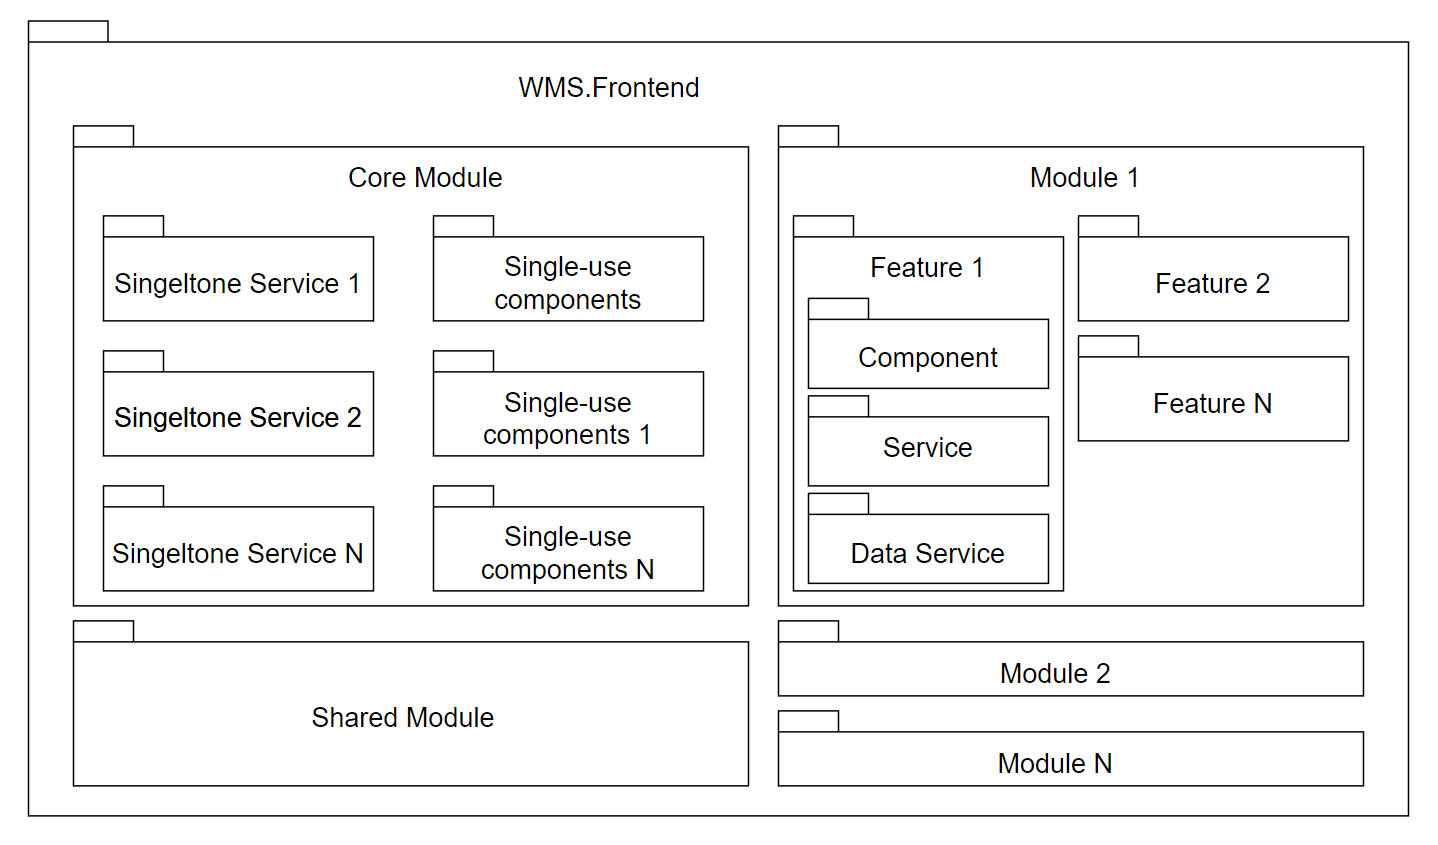 WMS.Frontend
Core Module
Singeltone Service 1
Single-use
components
Singeltone Service 2
Single-use
components 1
Singeltone Service N
Single-use
components N
Shared Module
Module 1
Feature 1
Component
Service
Data Service
Feature 2
Feature N
Module 2
Module N